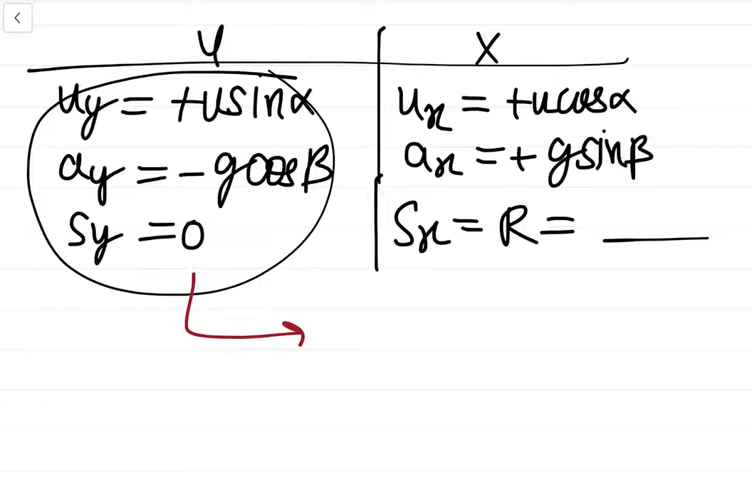 y x
uy = +usinα ux = +ucosα
ay = -gcosβ ax = + gsinβ
Sy = 0 Sx = R = ____